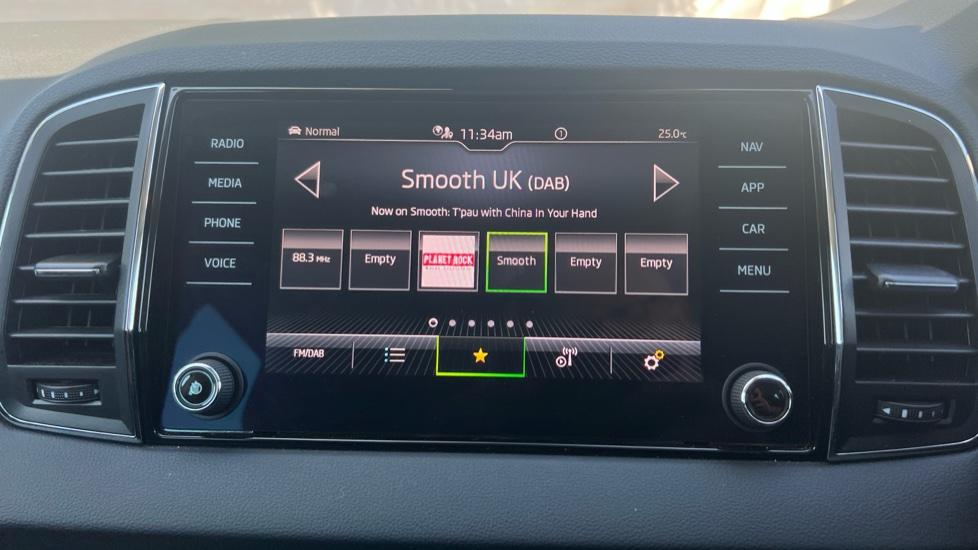 Normal 11:34am 1 25.0°c
RADIO
MEDIA
PHONE
VOICE
Smooth UK (DAB)
Now on Smooth: T'pau with China In Your Hand
88.3 MHz Empty PLANET ROCK Smooth Empty Empty
FM/DAB
NAV
APP
CAR
MENU